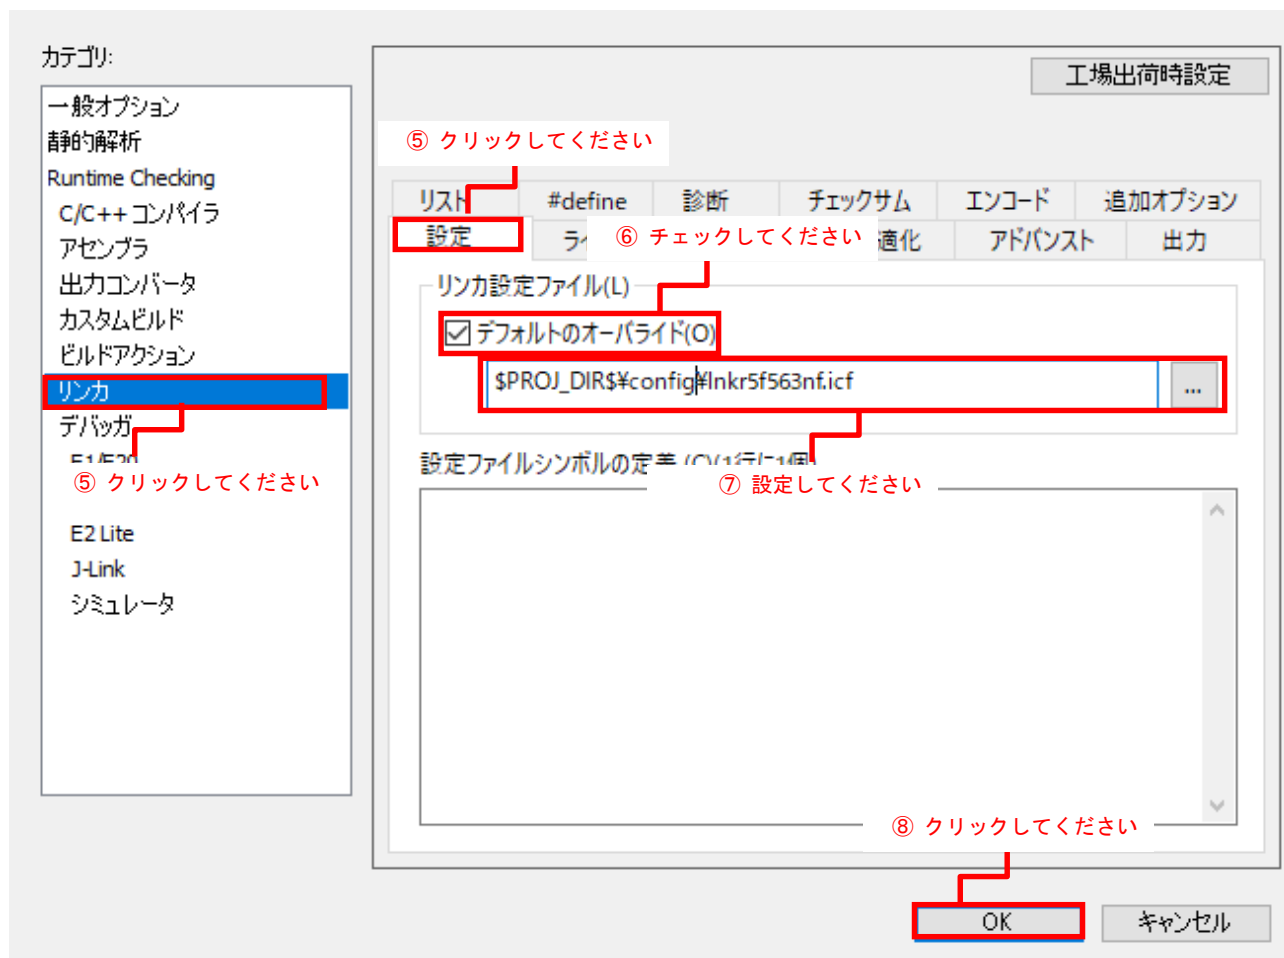 カテゴリ:
一般オプション
静的解析
Runtime Checking
C/C++ コンパイラ
アセンブラ
出力コンバータ
カスタムビルド
ビルドアクション
リンカ
デバッガ
E1/E20
⑤ クリックしてください
E2 Lite
J-Link
シミュレータ
工場出荷時設定
⑤ クリックしてください
リスト #define 診断 チェックサム エンコード 追加オプション
設定 ⑥ チェックしてください 適化 アドバンスト 出力
リンカ設定ファイル(L)
デフォルトのオーバライド(O)
$PROJ_DIR$¥config¥lnkr5f563nf.icf ...
設定ファイルシンボルの定義 (C)(1行に1個)
⑦ 設定してください
⑧ クリックしてください
OK キャンセル